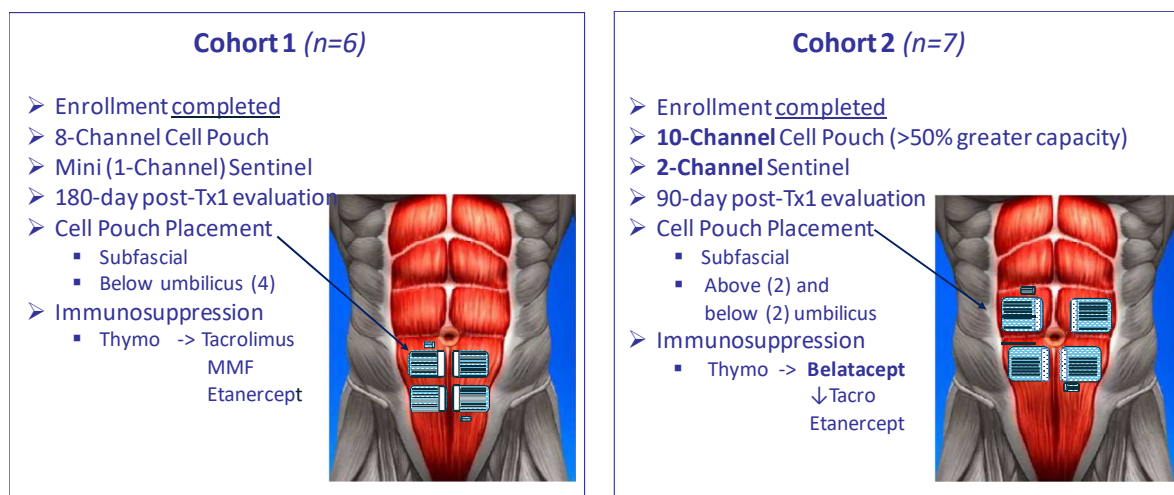 Cohort 1 (n=6)
➢ Enrollment completed
➢ 8-Channel Cell Pouch
➢ Mini (1-Channel) Sentinel
➢ 180-day post-Tx1 evaluation
➢ Cell Pouch Placement
▪ Subfascial
▪ Below umbilicus (4)
➢ Immunosuppression
▪ Thymo -> Tacrolimus
MMF
Etanercept
Cohort 2 (n=7)
➢ Enrollment completed
➢ 10-Channel Cell Pouch (>50% greater capacity)
➢ 2-Channel Sentinel
➢ 90-day post-Tx1 evaluation
➢ Cell Pouch Placement
▪ Subfascial
▪ Above (2) and
below (2) umbilicus
➢ Immunosuppression
▪ Thymo -> Belatacept
↓Tacro
Etanercept